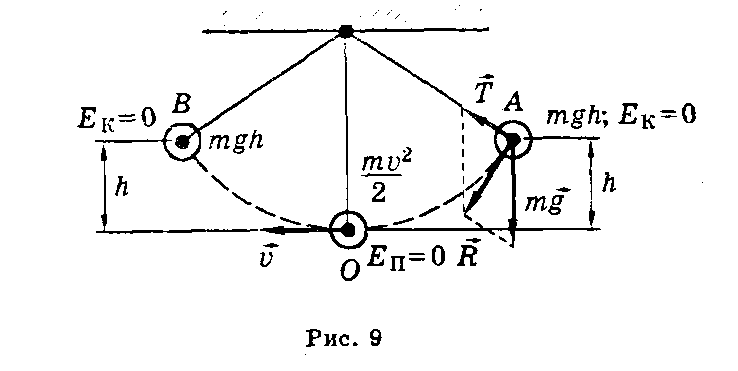 B
T⃗ A
E_К=0
mgh; E_К=0
mgh
mv²/2
h
h
mg⃗
v⃗
O
E_П=0
R⃗
Рис. 9